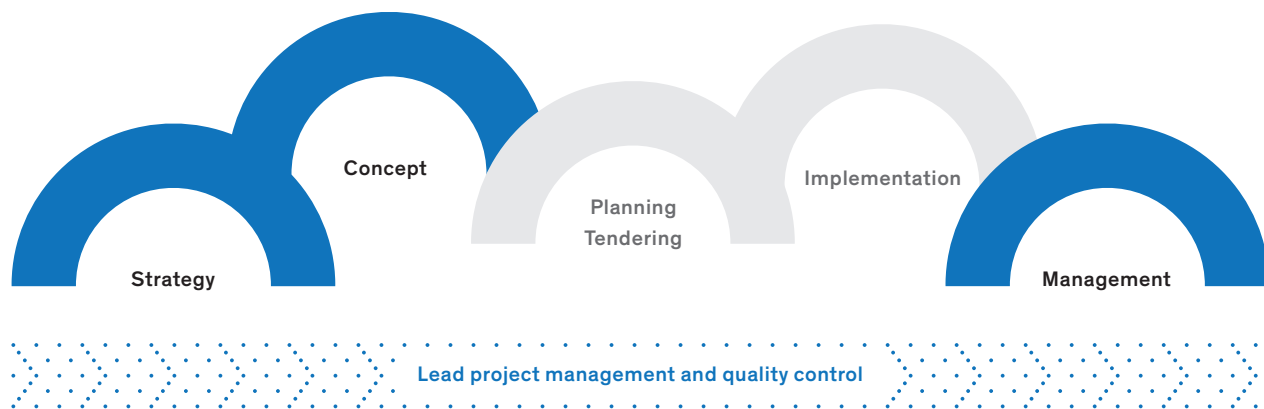 Strategy
Concept
Planning
Tendering
Implementation
Management
Lead project management and quality control